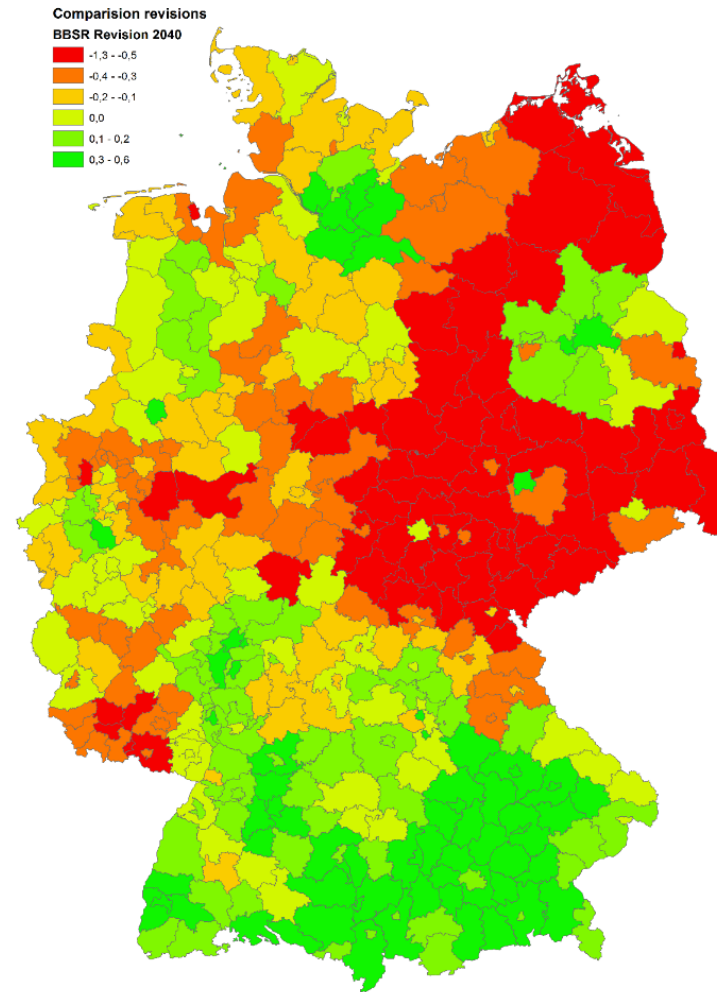 Comparision revisions
BBSR Revision 2040
-1,3 - -0,5
-0,4 - -0,3
-0,2 - -0,1
0,0
0,1 - 0,2
0,3 - 0,6